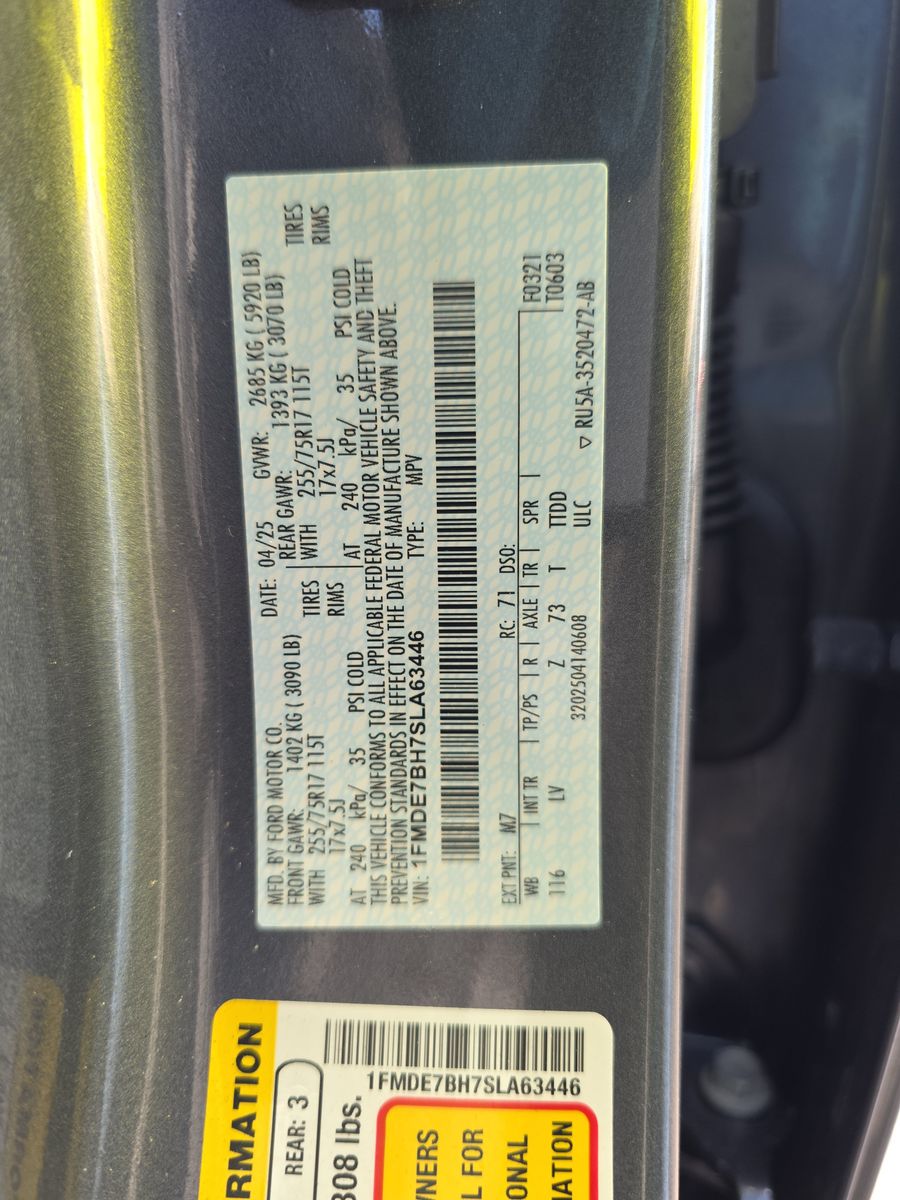 MFD. BY FORD MOTOR CO.
DATE: 04/25 GVWR: 2685 KG ( 5920 LB)
FRONT GAWR: 1402 KG ( 3090 LB) REAR GAWR: 1393 KG ( 3070 LB)
WITH 255/75R17 115T TIRES WITH 255/75R17 115T TIRES
17x7.5J RIMS 17x7.5J RIMS
AT 240 kPa/ 35 PSI COLD AT 240 kPa/ 35 PSI COLD
THIS VEHICLE CONFORMS TO ALL APPLICABLE FEDERAL MOTOR VEHICLE SAFETY AND THEFT
PREVENTION STANDARDS IN EFFECT ON THE DATE OF MANUFACTURE SHOWN ABOVE.
VIN: 1FMDE7BH7SLA63446 TYPE: MPV
EXT PNT: M7 RC: 71 DSO:
WB INT TR TP/PS R AXLE TR SPR F0321
116 LV Z 73 T TTDD T0603
3202504140608 ULC ▽ RU5A-3520472-AB
RMATION
REAR: 3
308 lbs.
1FMDE7BH7SLA63446
WNERS
L FOR
ONAL
MATION